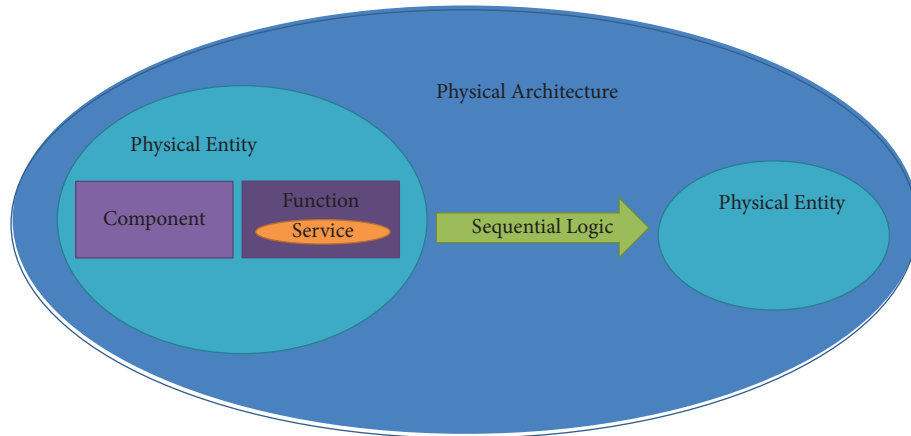 Physical Architecture
Physical Entity
Component
Function
Service
Sequential Logic
Physical Entity